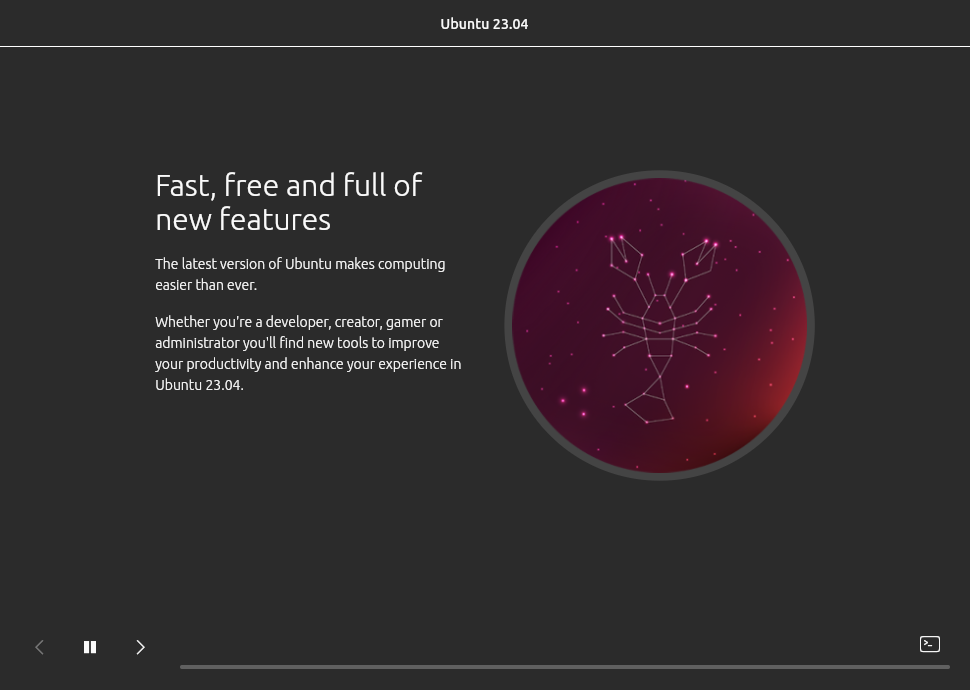 Ubuntu 23.04
Fast, free and full of
new features
The latest version of Ubuntu makes computing
easier than ever.
Whether you're a developer, creator, gamer or
administrator you'll find new tools to improve
your productivity and enhance your experience in
Ubuntu 23.04.